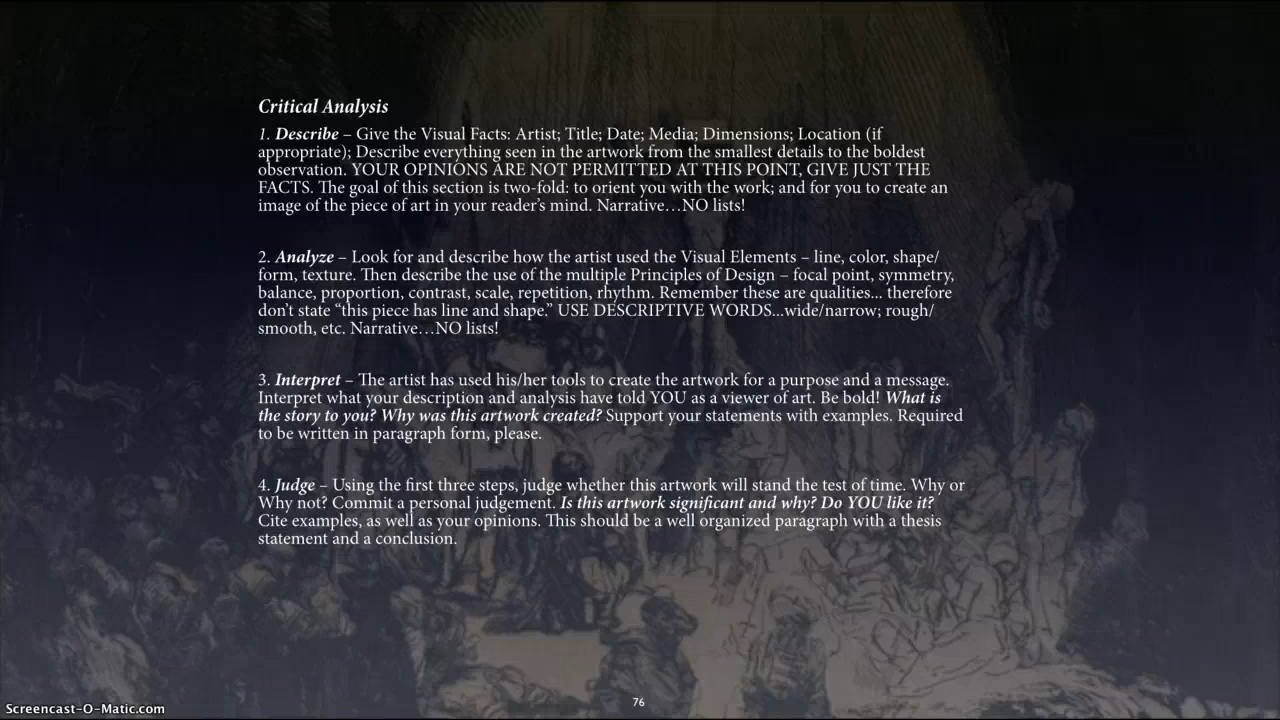 Critical Analysis
1. Describe – Give the Visual Facts: Artist; Title; Date; Media; Dimensions; Location (if
appropriate); Describe everything seen in the artwork from the smallest details to the boldest
observation. YOUR OPINIONS ARE NOT PERMITTED AT THIS POINT, GIVE JUST THE
FACTS. The goal of this section is two-fold: to orient you with the work; and for you to create an
image of the piece of art in your reader’s mind. Narrative…NO lists!
2. Analyze – Look for and describe how the artist used the Visual Elements – line, color, shape/
form, texture. Then describe the use of the multiple Principles of Design – focal point, symmetry,
balance, proportion, contrast, scale, repetition, rhythm. Remember these are qualities... therefore
don’t state “this piece has line and shape.” USE DESCRIPTIVE WORDS...wide/narrow; rough/
smooth, etc. Narrative…NO lists!
3. Interpret – The artist has used his/her tools to create the artwork for a purpose and a message.
Interpret what your description and analysis have told YOU as a viewer of art. Be bold! What is
the story to you? Why was this artwork created? Support your statements with examples. Required
to be written in paragraph form, please.
4. Judge – Using the first three steps, judge whether this artwork will stand the test of time. Why or
Why not? Commit a personal judgement. Is this artwork significant and why? Do YOU like it?
Cite examples, as well as your opinions. This should be a well organized paragraph with a thesis
statement and a conclusion.
76
Screencast-O-Matic.com